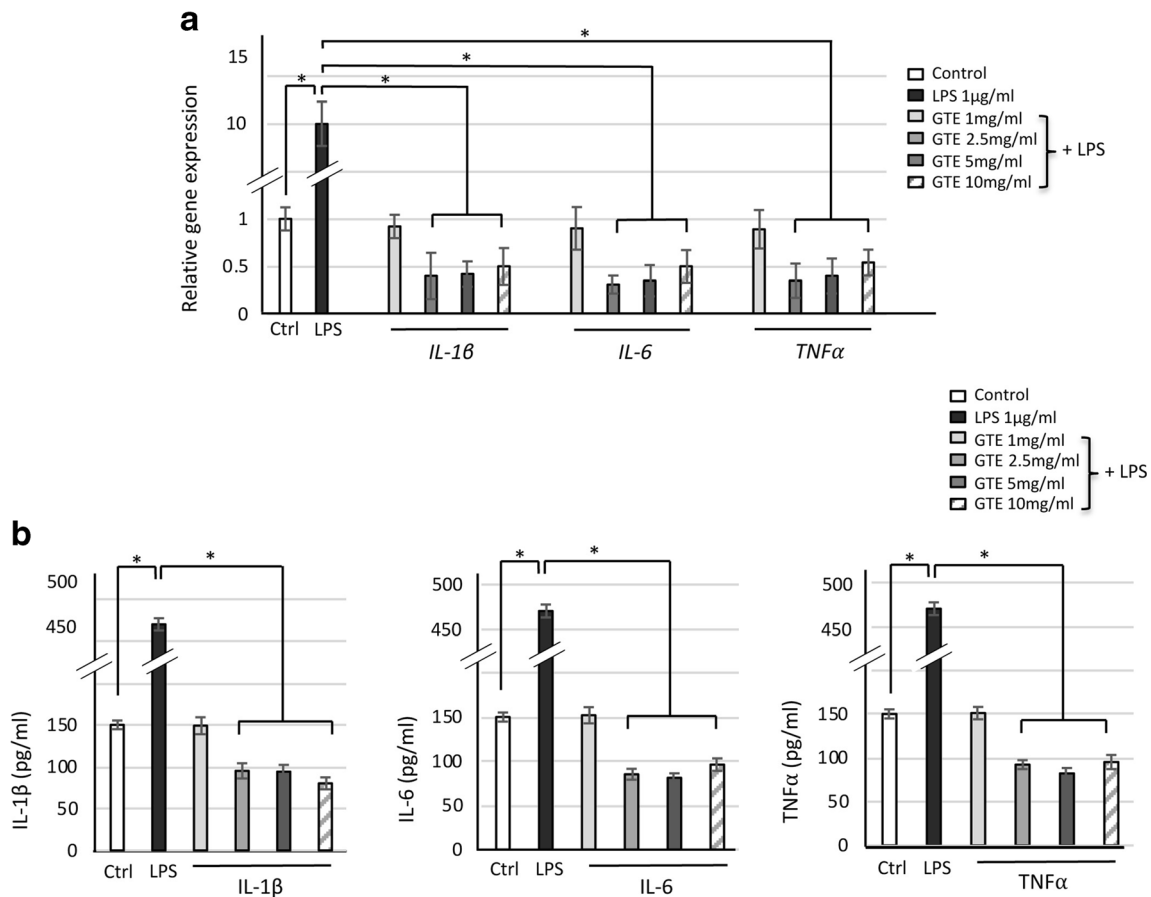 a
*
*
*
*
15
10
1
0.5
0
Relative gene expression
Ctrl LPS
IL-1β IL-6 TNFα
Control
LPS 1µg/ml
GTE 1mg/ml
GTE 2.5mg/ml
GTE 5mg/ml
GTE 10mg/ml
+ LPS
Control
LPS 1µg/ml
GTE 1mg/ml
GTE 2.5mg/ml
GTE 5mg/ml
GTE 10mg/ml
+ LPS
b
* *
500
450
150
100
50
0
IL-1β (pg/ml)
Ctrl LPS
IL-1β
* *
500
450
150
100
50
0
IL-6 (pg/ml)
Ctrl LPS
IL-6
* *
500
450
150
100
50
0
TNFα (pg/ml)
Ctrl LPS
TNFα